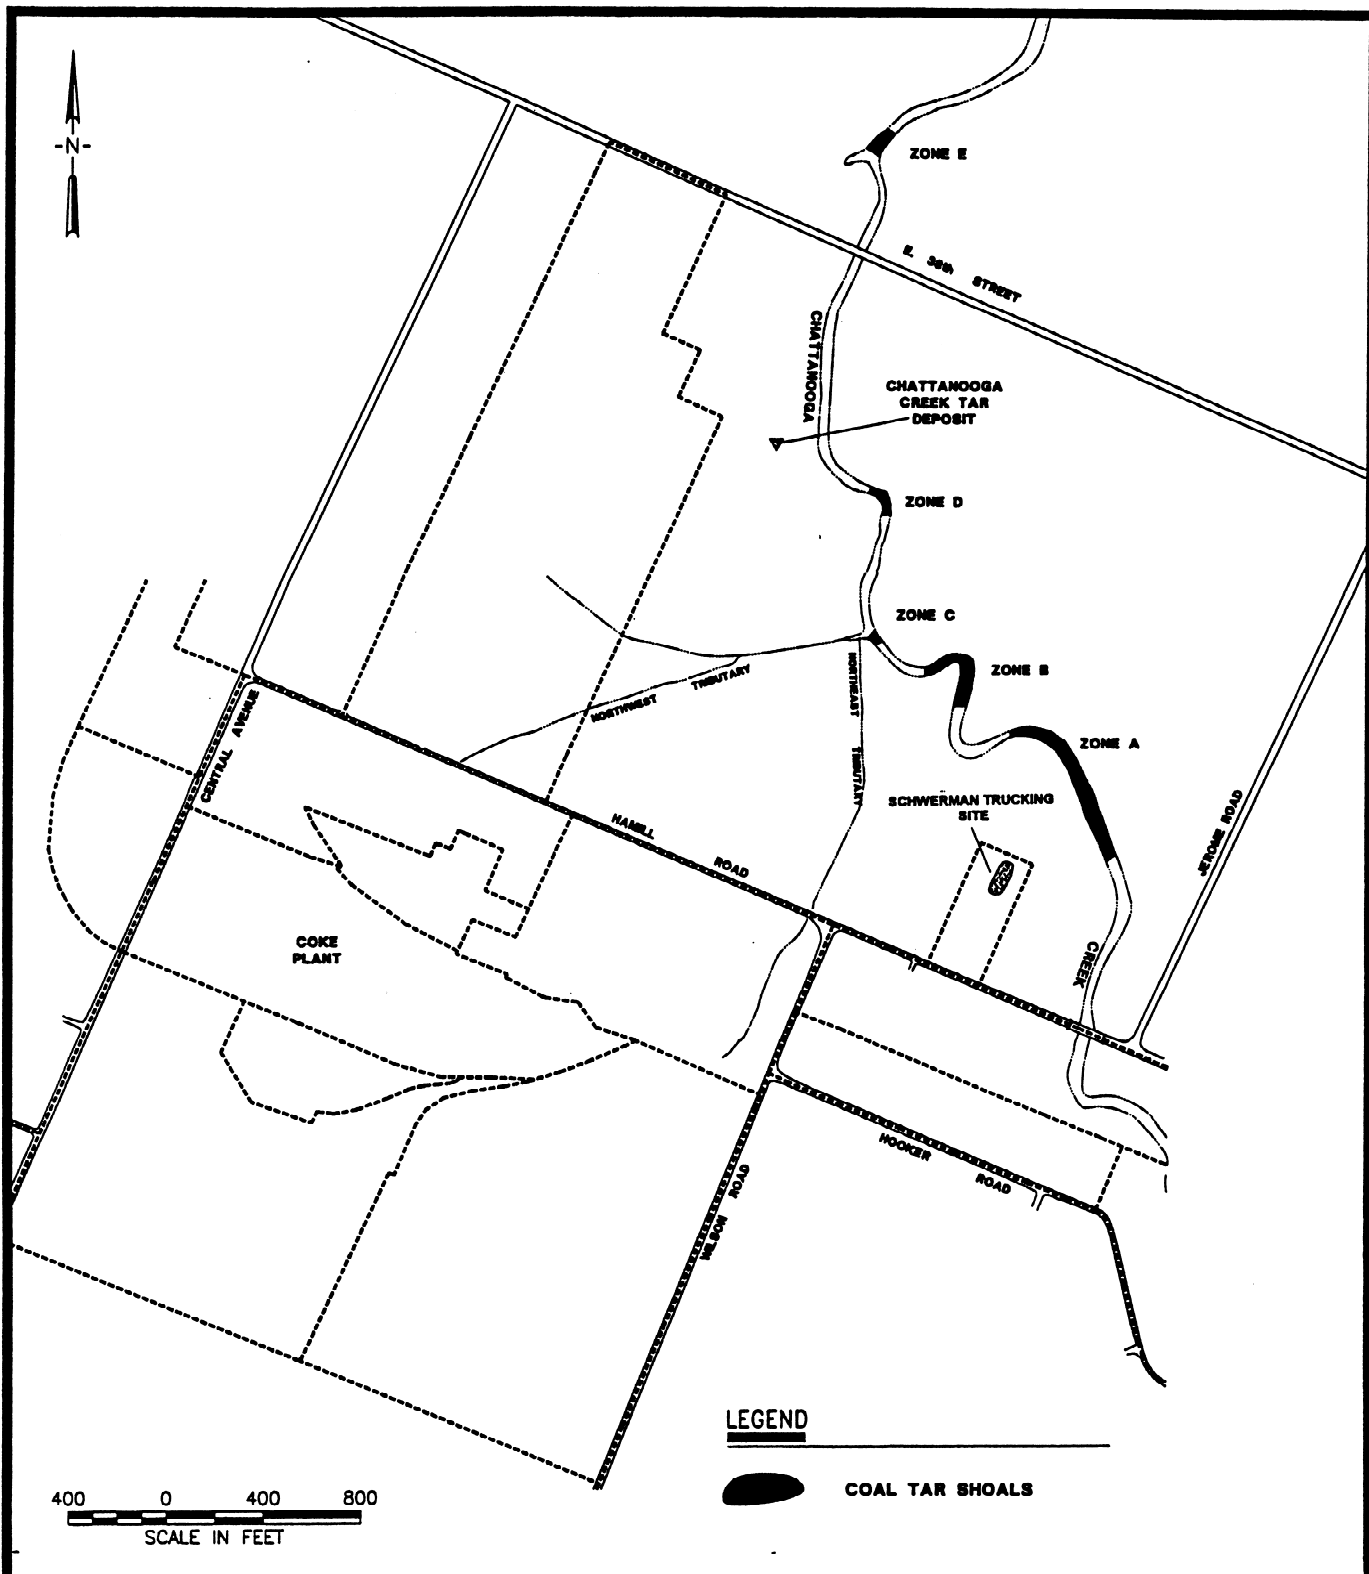 -N-
ZONE E
E. 38th STREET
CHATTANOOGA
CHATTANOOGA
CREEK TAR
DEPOSIT
ZONE D
ZONE C
ZONE B
NORTHWEST TRIBUTARY
NORTHEAST TRIBUTARY
ZONE A
CENTRAL AVENUE
SCHWERMAN TRUCKING
SITE
JEROME ROAD
HAMILL ROAD
COKE
PLANT
CREEK
HOOKER ROAD
WILSON ROAD
LEGEND
COAL TAR SHOALS
400 0 400 800
SCALE IN FEET